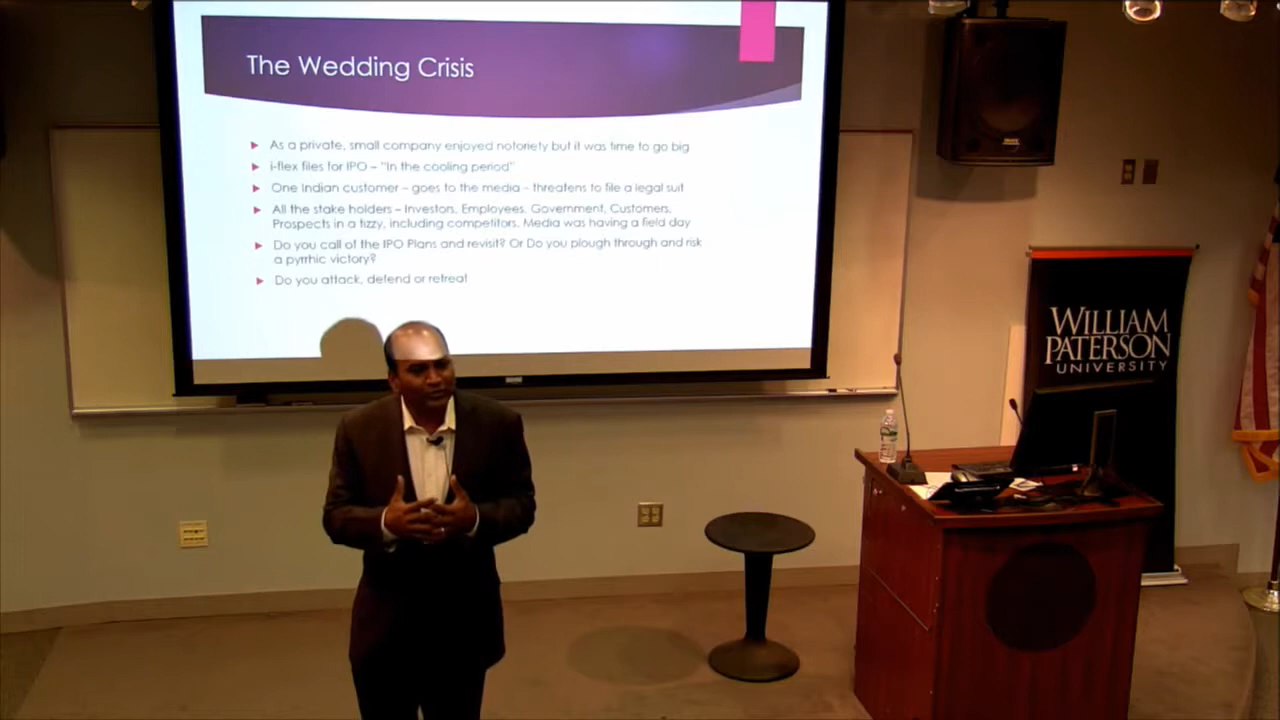 The Wedding Crisis
As a private, small company enjoyed notoriety but it was time to go big
i-flex files for IPO – "In the cooling period"
One Indian customer – goes to the media – threatens to file a legal suit
All the stake holders – Investors, Employees, Government, Customers,
Prospects in a tizzy, including competitors. Media was having a field day
Do you call of the IPO Plans and revisit? Or Do you plough through and risk
a pyrrhic victory?
Do you attack, defend or retreat
WILLIAM
PATERSON
UNIVERSITY